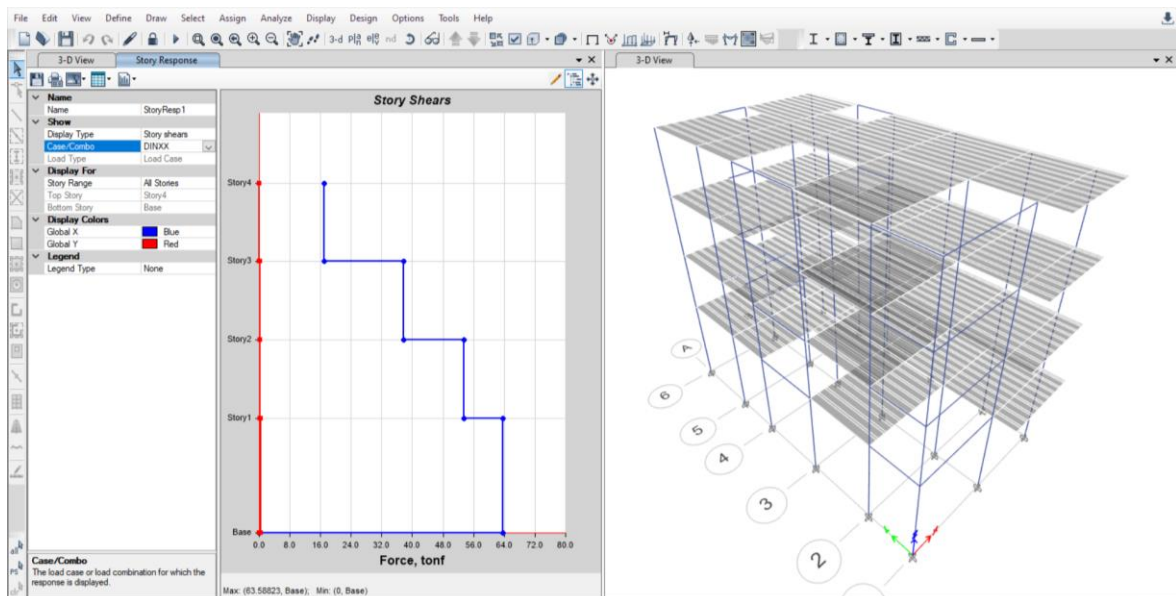 File Edit View Define Draw Select Assign Analyze Display Design Options Tools Help
3-d
nd
3-D View
Story Response
3-D View
Name
Name StoryResp1
Show
Display Type Story shears
Case/Combo DINXX
Load Type Load Case
Display For
Story Range All Stories
Top Story Story4
Bottom Story Base
Display Colors
Global X Blue
Global Y Red
Legend
Legend Type None
Case/Combo
The load case or load combination for which the
response is displayed.
Story Shears
Story4
Story3
Story2
Story1
Base
0.0 8.0 16.0 24.0 32.0 40.0 48.0 56.0 64.0 72.0 80.0
Force, tonf
Max: (63.58823, Base); Min: (0, Base)
A
6
5
4
3
2
all
PS